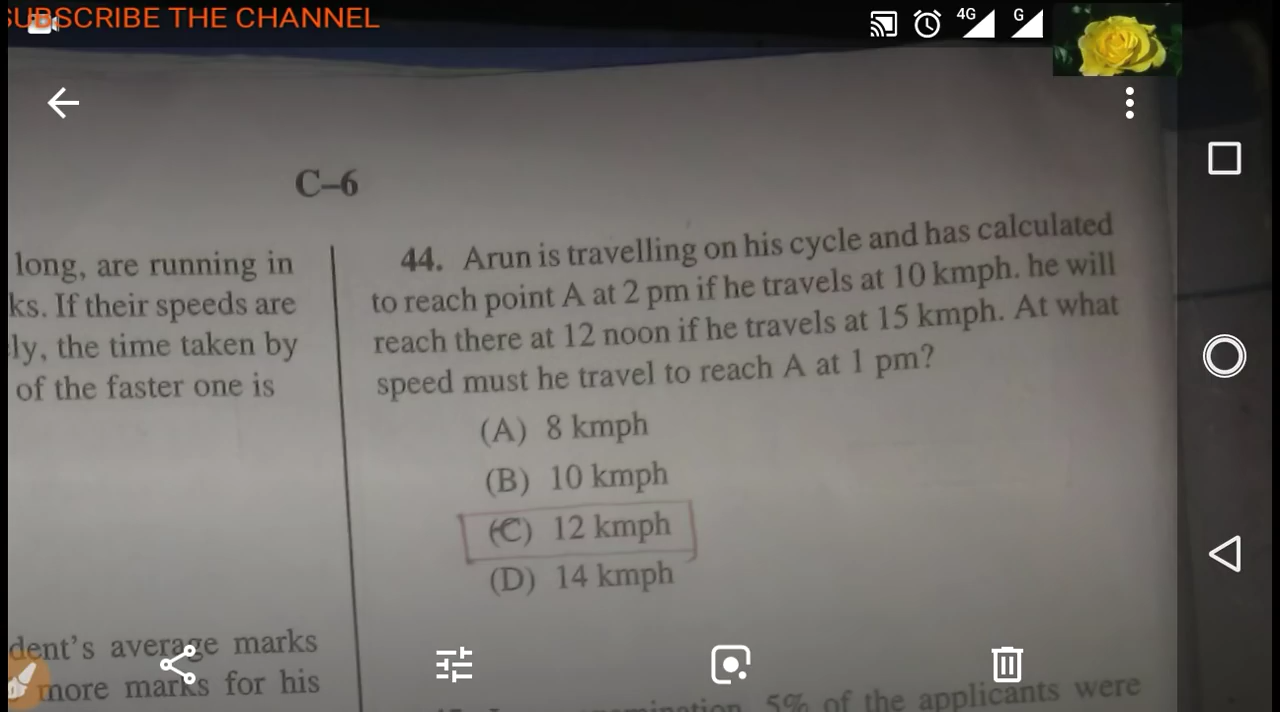 SUBSCRIBE THE CHANNEL
4G
G
C–6
long, are running in
ks. If their speeds are
ly, the time taken by
of the faster one is
dent's average marks
more marks for his
44. Arun is travelling on his cycle and has calculated
to reach point A at 2 pm if he travels at 10 kmph. he will
reach there at 12 noon if he travels at 15 kmph. At what
speed must he travel to reach A at 1 pm?
(A) 8 kmph
(B) 10 kmph
(C) 12 kmph
(D) 14 kmph
5% of the applicants were